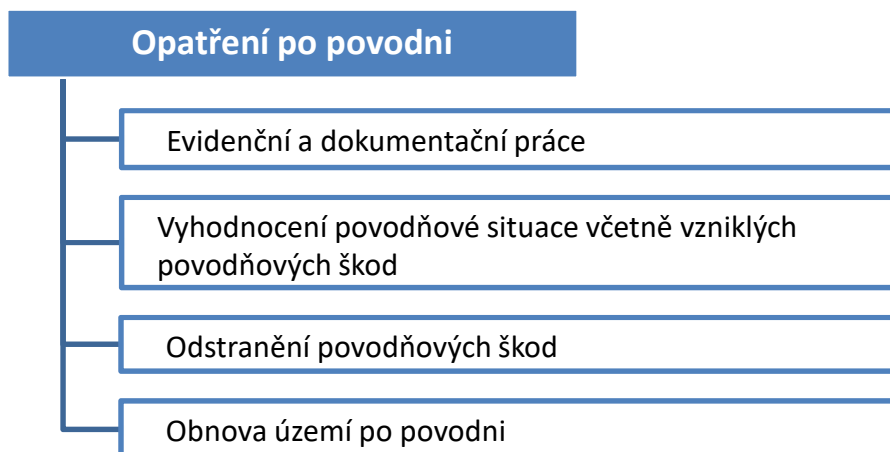 Opatření po povodni
Evidenční a dokumentační práce
Vyhodnocení povodňové situace včetně vzniklých
povodňových škod
Odstranění povodňových škod
Obnova území po povodni